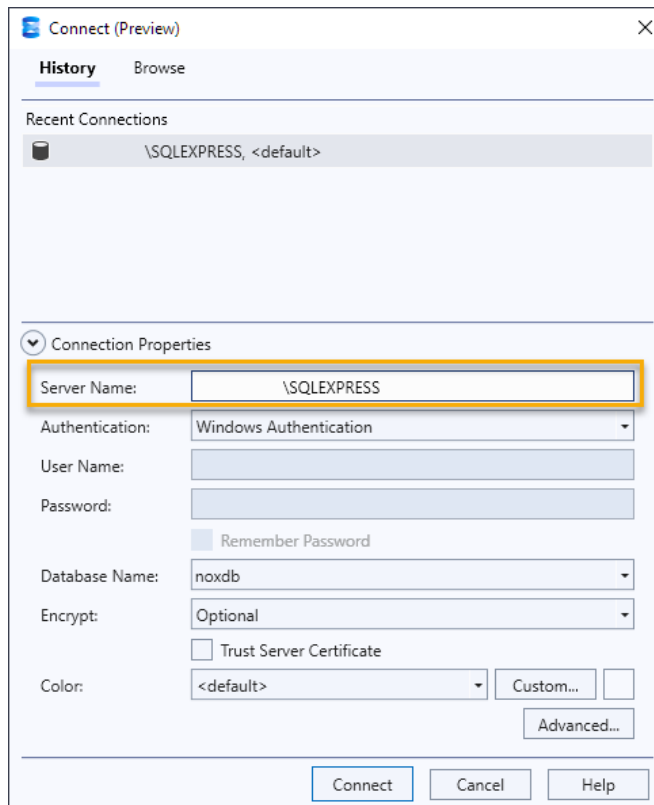 Connect (Preview)
History Browse
Recent Connections
\SQLEXPRESS, <default>
Connection Properties
Server Name: \SQLEXPRESS
Authentication: Windows Authentication
User Name:
Password:
Remember Password
Database Name: noxdb
Encrypt: Optional
Trust Server Certificate
Color: <default> Custom...
Advanced...
Connect Cancel Help